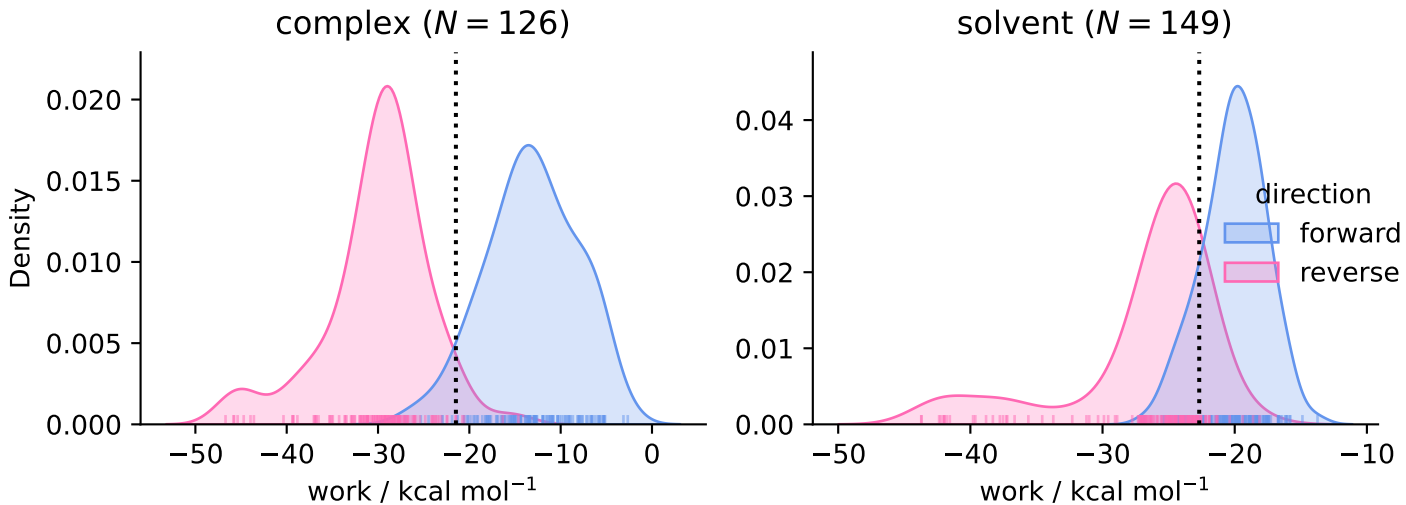 complex (N = 126)
0.020
0.015
0.010
0.005
0.000
Density
−50 −40 −30 −20 −10 0
work / kcal mol⁻¹
solvent (N = 149)
0.04
0.03
0.02
0.01
0.00
direction
forward
reverse
−50 −40 −30 −20 −10
work / kcal mol⁻¹